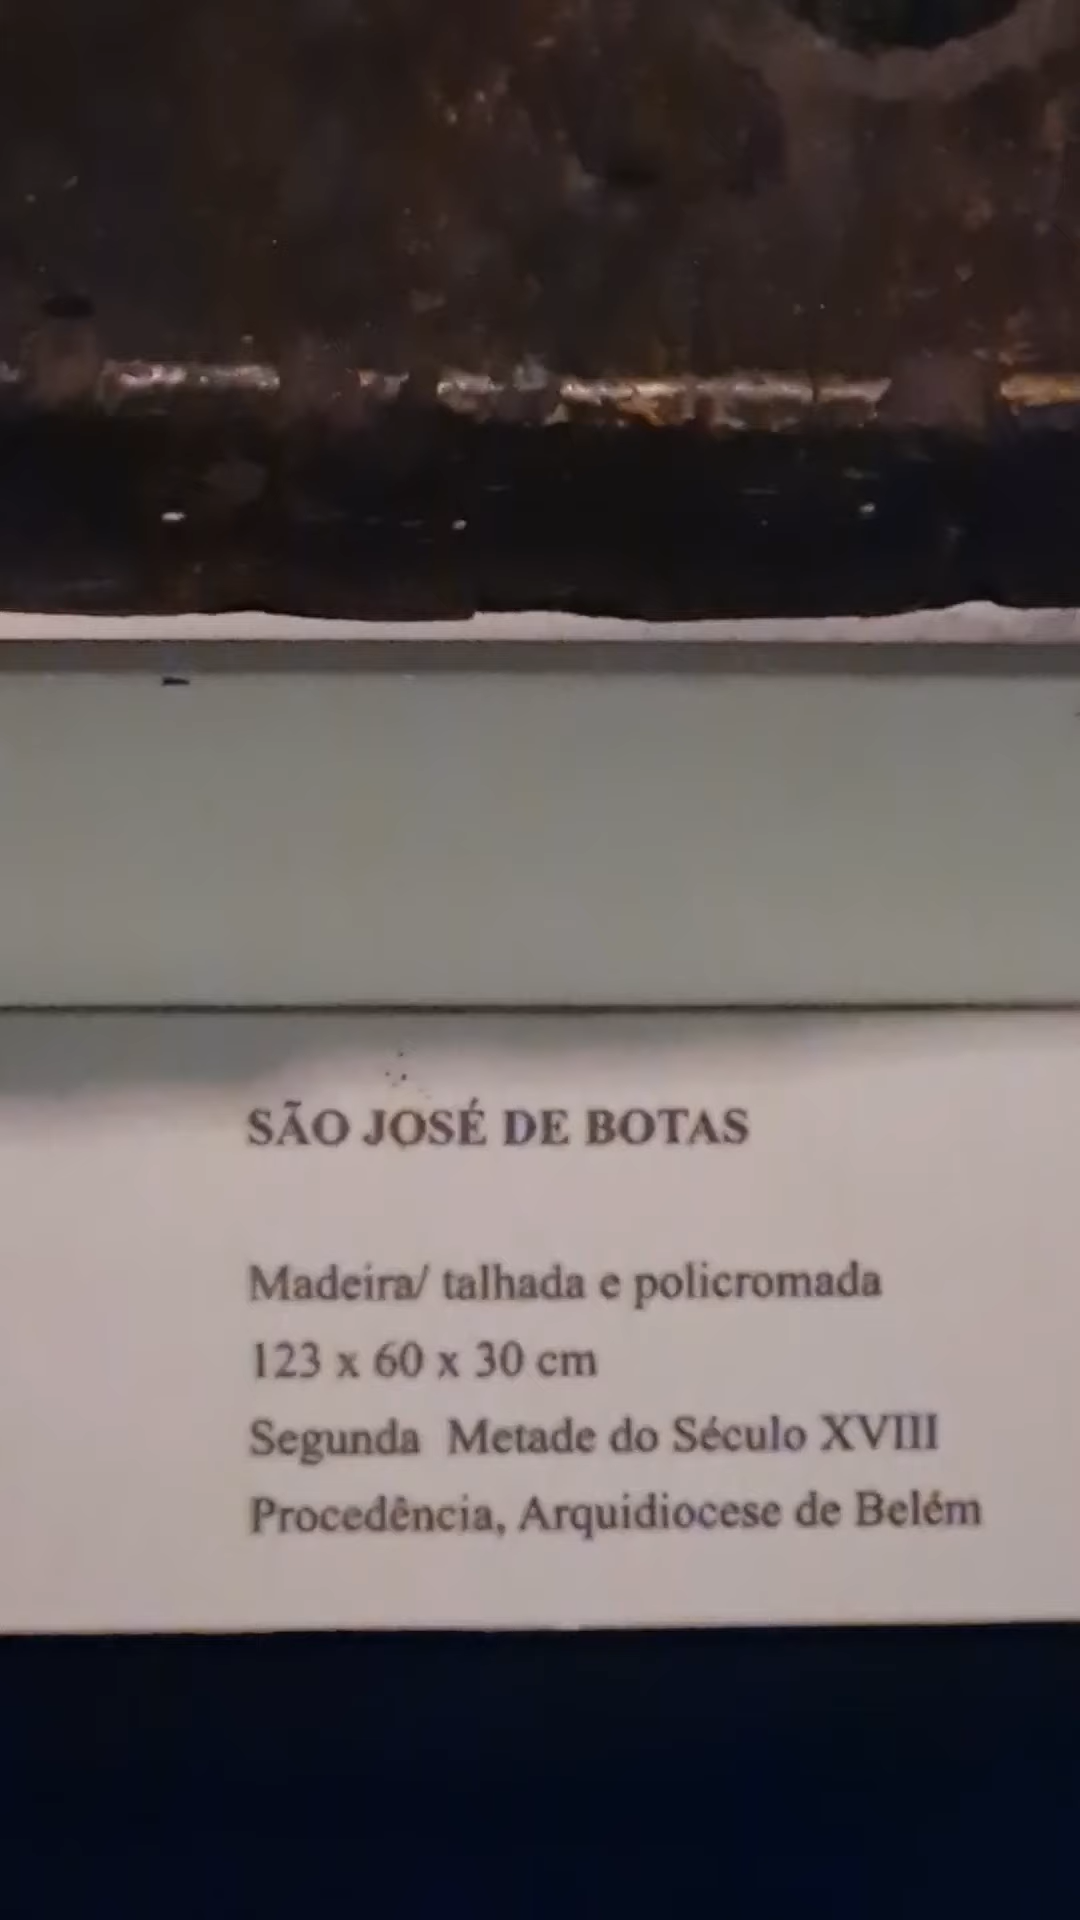 SÃO JOSÉ DE BOTAS
Madeira/ talhada e policromada
123 x 60 x 30 cm
Segunda Metade do Século XVIII
Procedência, Arquidiocese de Belém